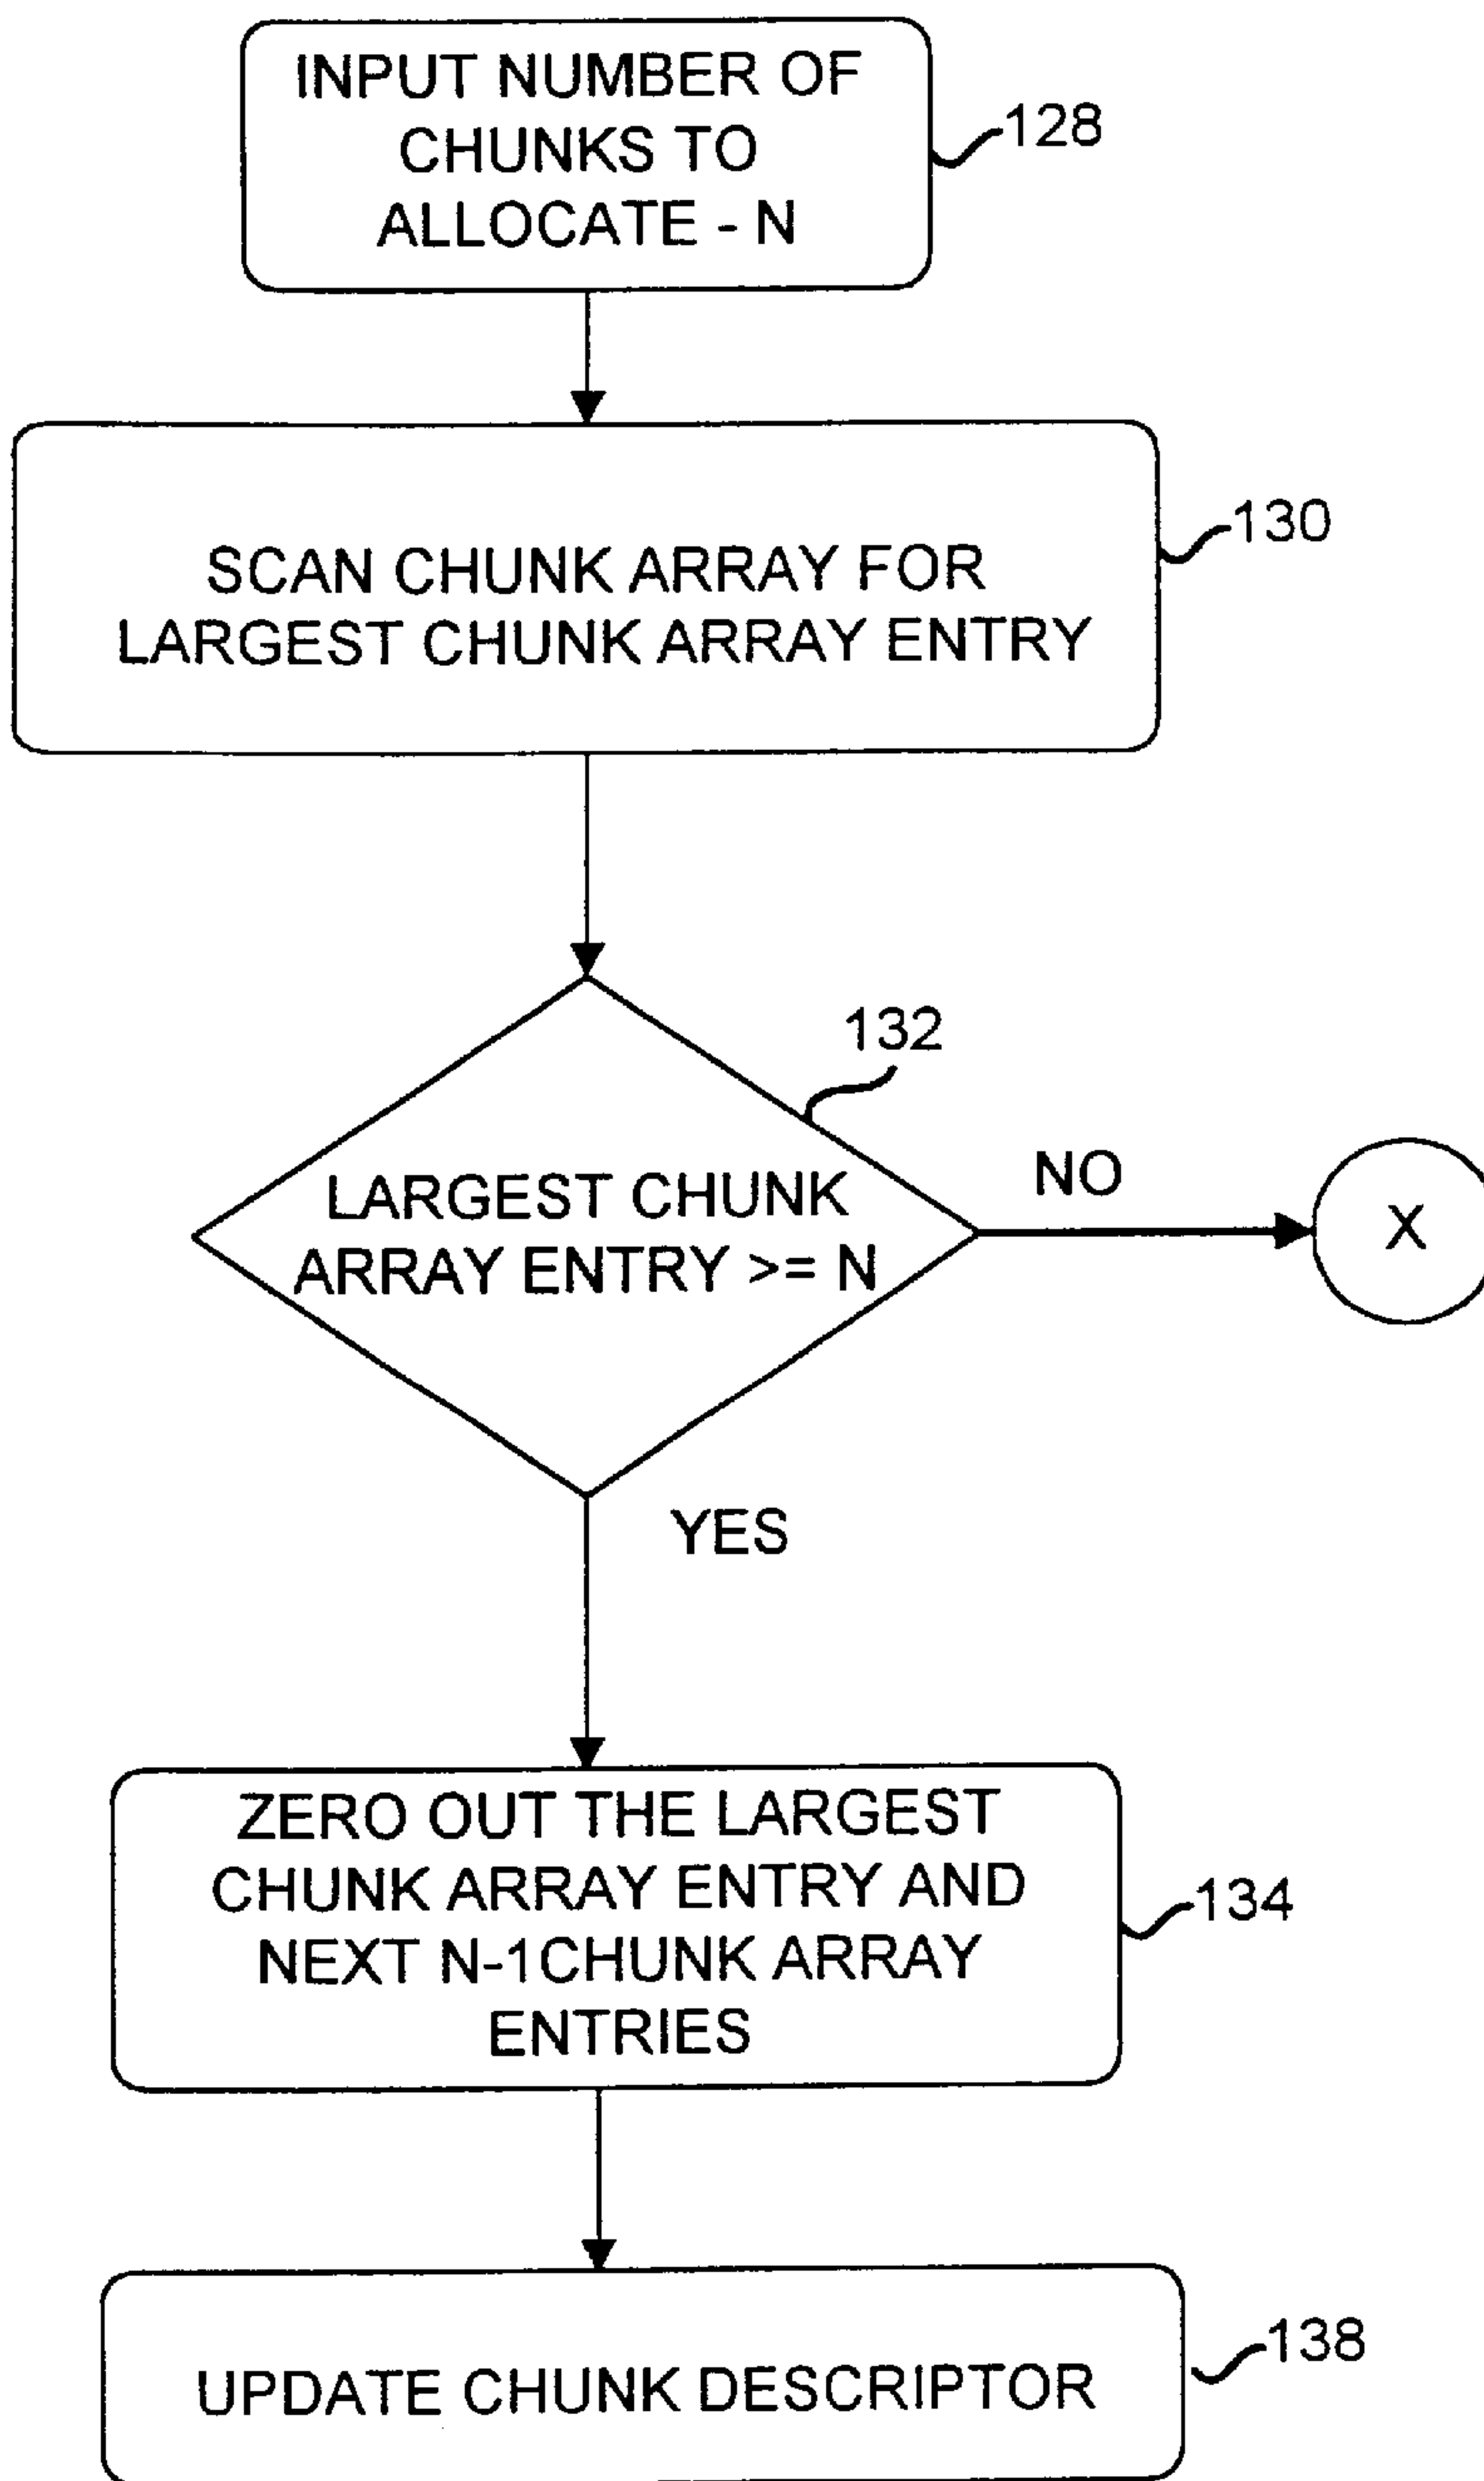 INPUT NUMBER OF
CHUNKS TO
ALLOCATE - N
128
SCAN CHUNK ARRAY FOR
LARGEST CHUNK ARRAY ENTRY
130
132
LARGEST CHUNK
ARRAY ENTRY >= N
NO
X
YES
ZERO OUT THE LARGEST
CHUNK ARRAY ENTRY AND
NEXT N-1CHUNK ARRAY
ENTRIES
134
UPDATE CHUNK DESCRIPTOR
138